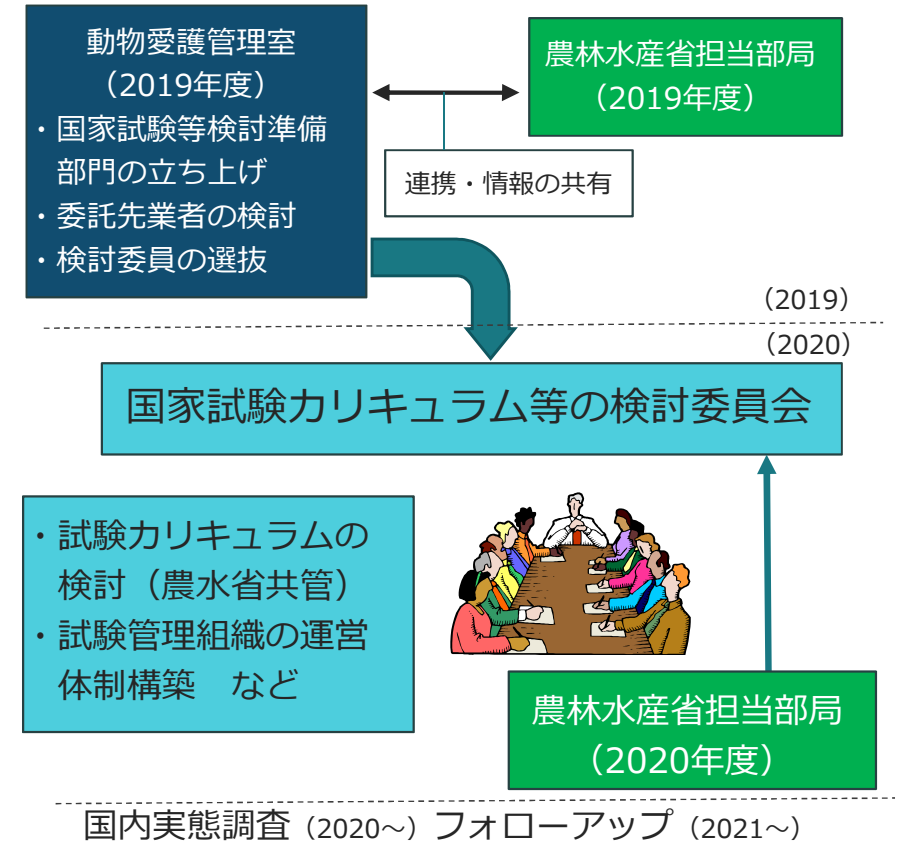 動物愛護管理室
（2019年度）
・国家試験等検討準備
部門の立ち上げ
・委託先業者の検討
・検討委員の選抜
農林水産省担当部局
（2019年度）
連携・情報の共有
（2019）
（2020）
国家試験カリキュラム等の検討委員会
・試験カリキュラムの
検討（農水省共管）
・試験管理組織の運営
体制構築　など
農林水産省担当部局
（2020年度）
国内実態調査（2020～）フォローアップ（2021～）